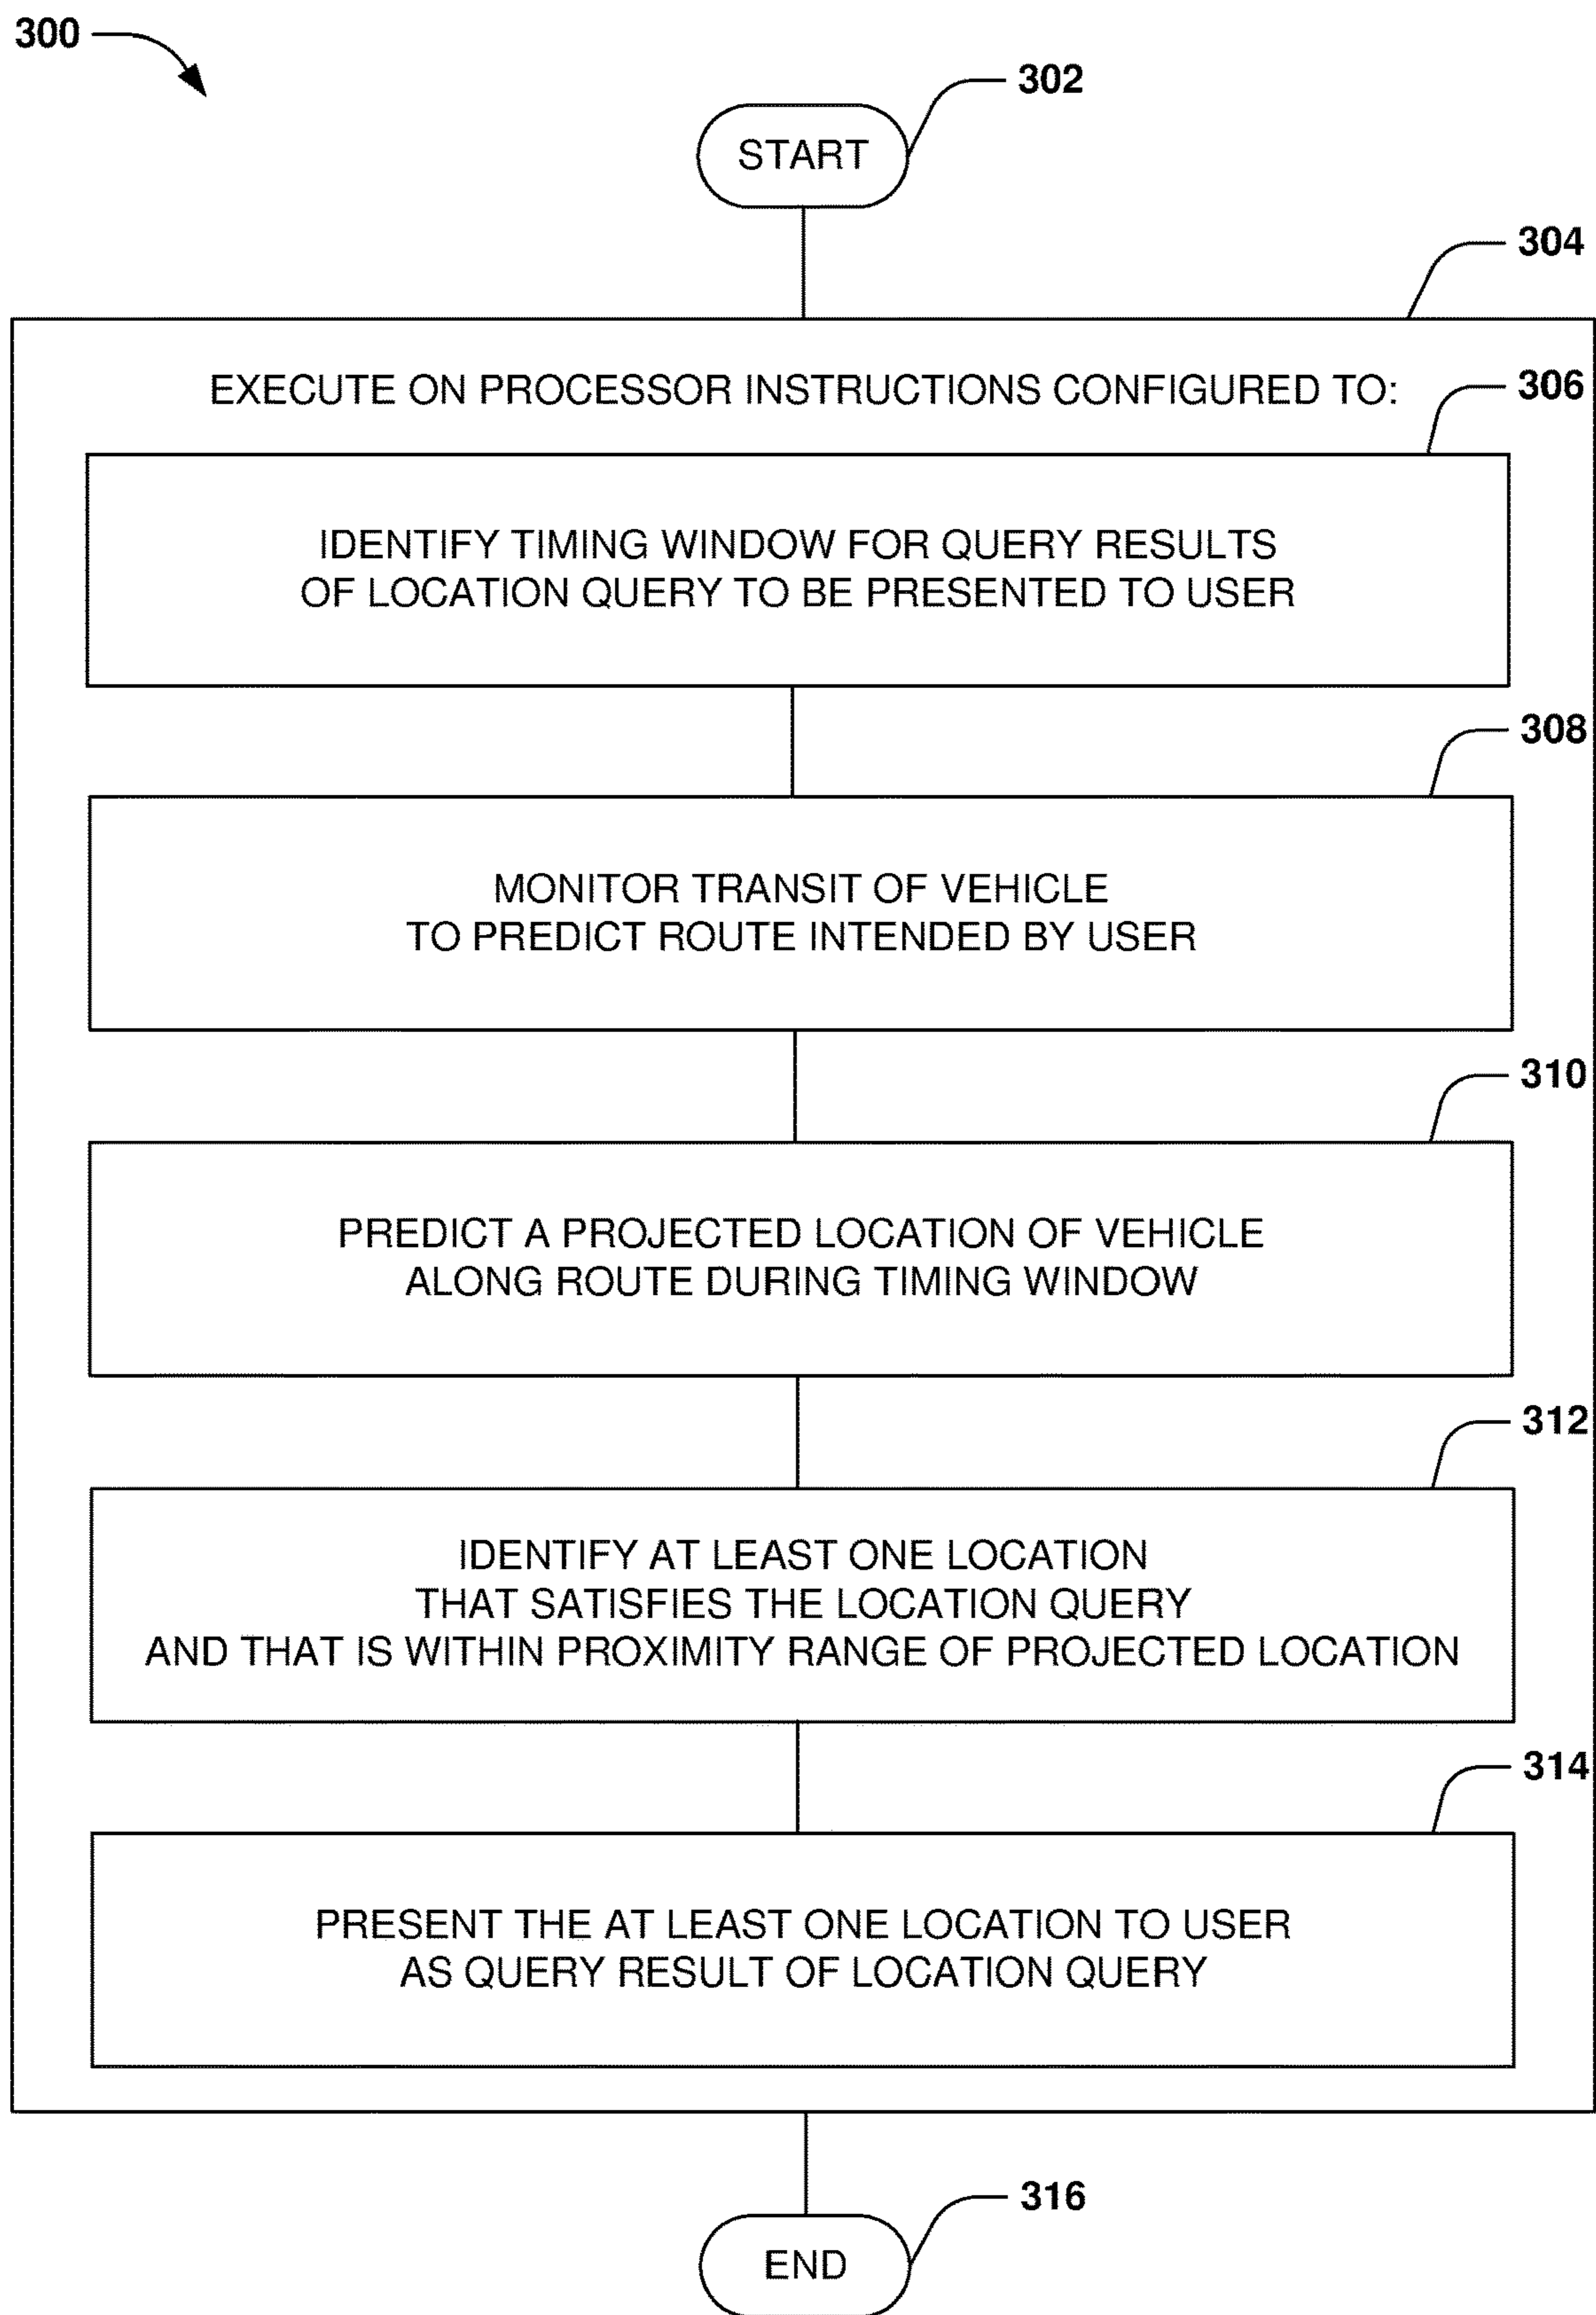 300
302
START
304
EXECUTE ON PROCESSOR INSTRUCTIONS CONFIGURED TO:
306
IDENTIFY TIMING WINDOW FOR QUERY RESULTS
OF LOCATION QUERY TO BE PRESENTED TO USER
308
MONITOR TRANSIT OF VEHICLE
TO PREDICT ROUTE INTENDED BY USER
310
PREDICT A PROJECTED LOCATION OF VEHICLE
ALONG ROUTE DURING TIMING WINDOW
312
IDENTIFY AT LEAST ONE LOCATION
THAT SATISFIES THE LOCATION QUERY
AND THAT IS WITHIN PROXIMITY RANGE OF PROJECTED LOCATION
314
PRESENT THE AT LEAST ONE LOCATION TO USER
AS QUERY RESULT OF LOCATION QUERY
316
END